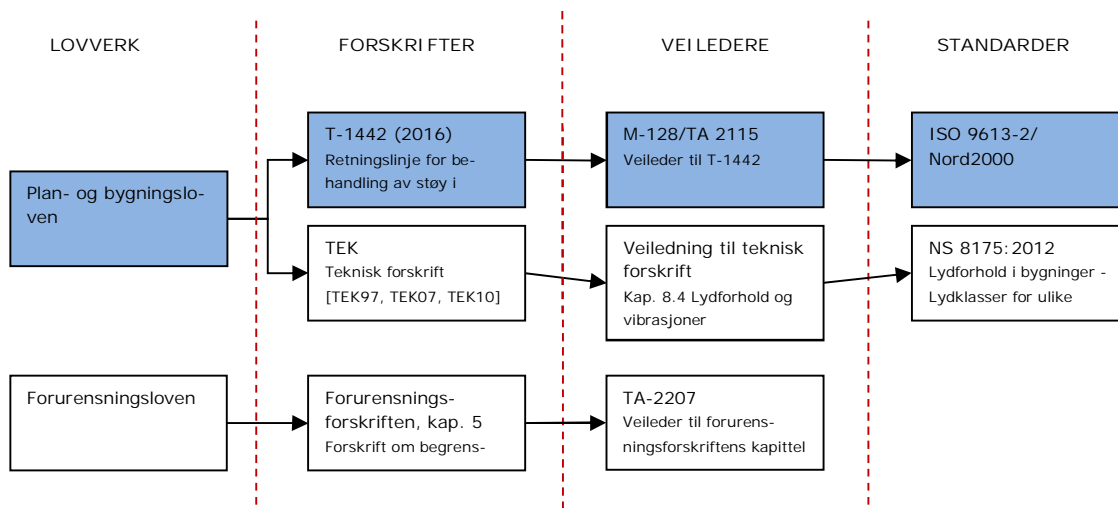 LOVVERK
FORSKRIFTER
VEILEDERE
STANDARDER
Plan- og bygningslo-
ven
T-1442 (2016)
Retningslinje for be-
handling av støy i
M-128/TA 2115
Veileder til T-1442
ISO 9613-2/
Nord2000
TEK
Teknisk forskrift
[TEK97, TEK07, TEK10]
Veiledning til teknisk
forskrift
Kap. 8.4 Lydforhold og
vibrasjoner
NS 8175:2012
Lydforhold i bygninger -
Lydklasser for ulike
Forurensningsloven
Forurensnings-
forskriften, kap. 5
Forskrift om begrens-
TA-2207
Veileder til forurens-
ningsforskriftens kapittel